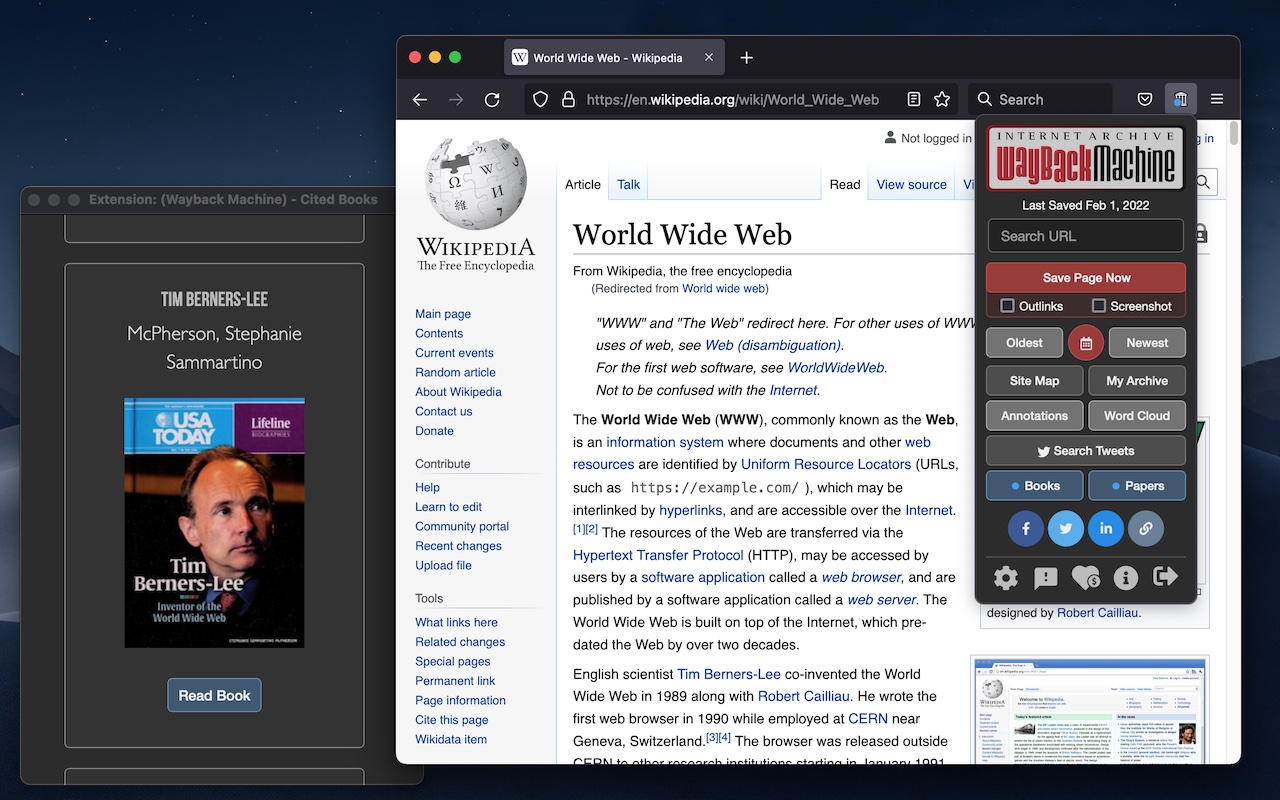 Extension: (Wayback Machine) - Cited Books
TIM BERNERS-LEE
McPherson, Stephanie
Sammartino
USA
TODAY
Lifeline
BIOGRAPHIES
Tim
Berners-Lee
Inventor of the
World Wide Web
STEPHANIE SAMMARTINO MCPHERSON
Read Book
World Wide Web - Wikipedia
https://en.wikipedia.org/wiki/World_Wide_Web
Search
WIKIPEDIA
The Free Encyclopedia
Main page
Contents
Current events
Random article
About Wikipedia
Contact us
Donate
Contribute
Help
Learn to edit
Community portal
Recent changes
Upload file
Tools
What links here
Related changes
Special pages
Permanent link
Page information
Cite this page
Wikidata item
Not logged in
g in
Article
Talk
Read
View source
Vi
World Wide Web
From Wikipedia, the free encyclopedia
(Redirected from World wide web)
"WWW" and "The Web" redirect here. For other uses of WWW
uses of web, see Web (disambiguation).
For the first web software, see WorldWideWeb.
Not to be confused with the Internet.
The World Wide Web (WWW), commonly known as the Web,
is an information system where documents and other web
resources are identified by Uniform Resource Locators (URLs,
such as https://example.com/ ), which may be
interlinked by hyperlinks, and are accessible over the Internet.
[1][2] The resources of the Web are transferred via the
Hypertext Transfer Protocol (HTTP), may be accessed by
users by a software application called a web browser, and are
published by a software application called a web server. The
World Wide Web is built on top of the Internet, which pre-
dated the Web by over two decades.
English scientist Tim Berners-Lee co-invented the World
Wide Web in 1989 along with Robert Cailliau. He wrote the
first web browser in 1990 while employed at CERN near
Geneva, Switzerland.[3][4] The browser was released outside
CERN to other research institutions starting in January 1991
designed by Robert Cailliau.
INTERNET ARCHIVE
WayBackMachine
Last Saved Feb 1, 2022
Search URL
Save Page Now
Outlinks
Screenshot
Oldest
Newest
Site Map
My Archive
Annotations
Word Cloud
Search Tweets
Books
Papers
Welcome to Wikipedia,